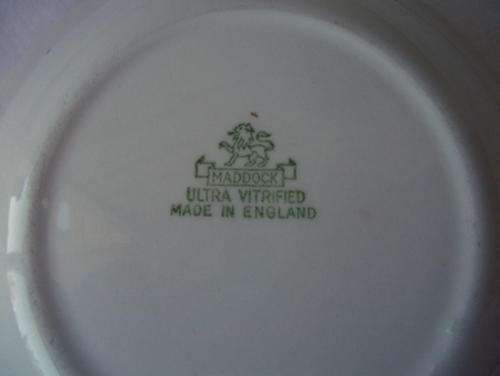 MADDOCK
ULTRA VITRIFIED
MADE IN ENGLAND